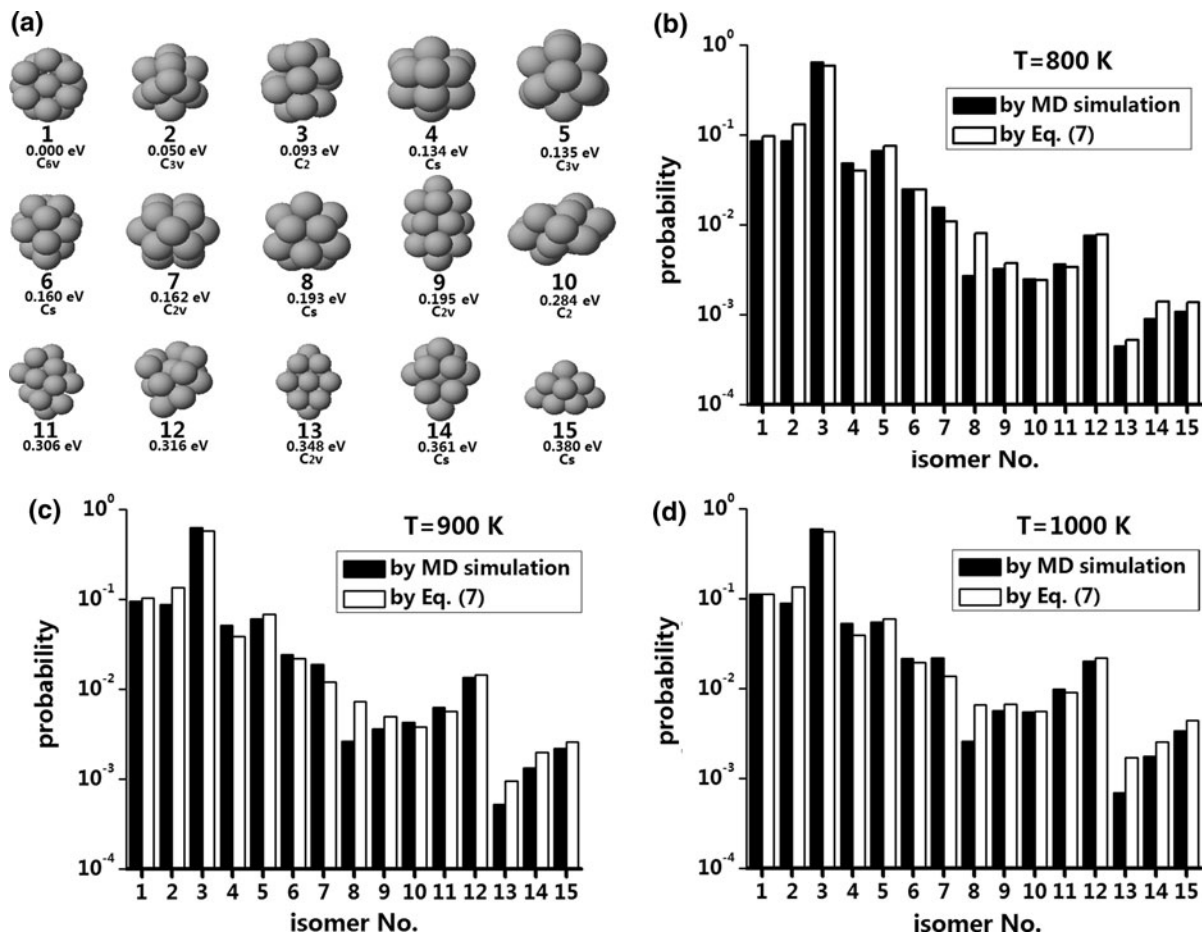 (a)
1 2 3 4 5
0.000 eV 0.050 eV 0.093 eV 0.134 eV 0.135 eV
C6v C3v C2 Cs C3v
6 7 8 9 10
0.160 eV 0.162 eV 0.193 eV 0.195 eV 0.284 eV
Cs C2v Cs C2v C2
11 12 13 14 15
0.306 eV 0.316 eV 0.348 eV 0.361 eV 0.380 eV
C2v Cs Cs
(b)
T=800 K
by MD simulation
by Eq. (7)
probability
10^0
10^-1
10^-2
10^-3
10^-4
1 2 3 4 5 6 7 8 9 10 11 12 13 14 15
isomer No.
(c)
T=900 K
by MD simulation
by Eq. (7)
probability
10^0
10^-1
10^-2
10^-3
10^-4
1 2 3 4 5 6 7 8 9 10 11 12 13 14 15
isomer No.
(d)
T=1000 K
by MD simulation
by Eq. (7)
probability
10^0
10^-1
10^-2
10^-3
10^-4
1 2 3 4 5 6 7 8 9 10 11 12 13 14 15
isomer No.